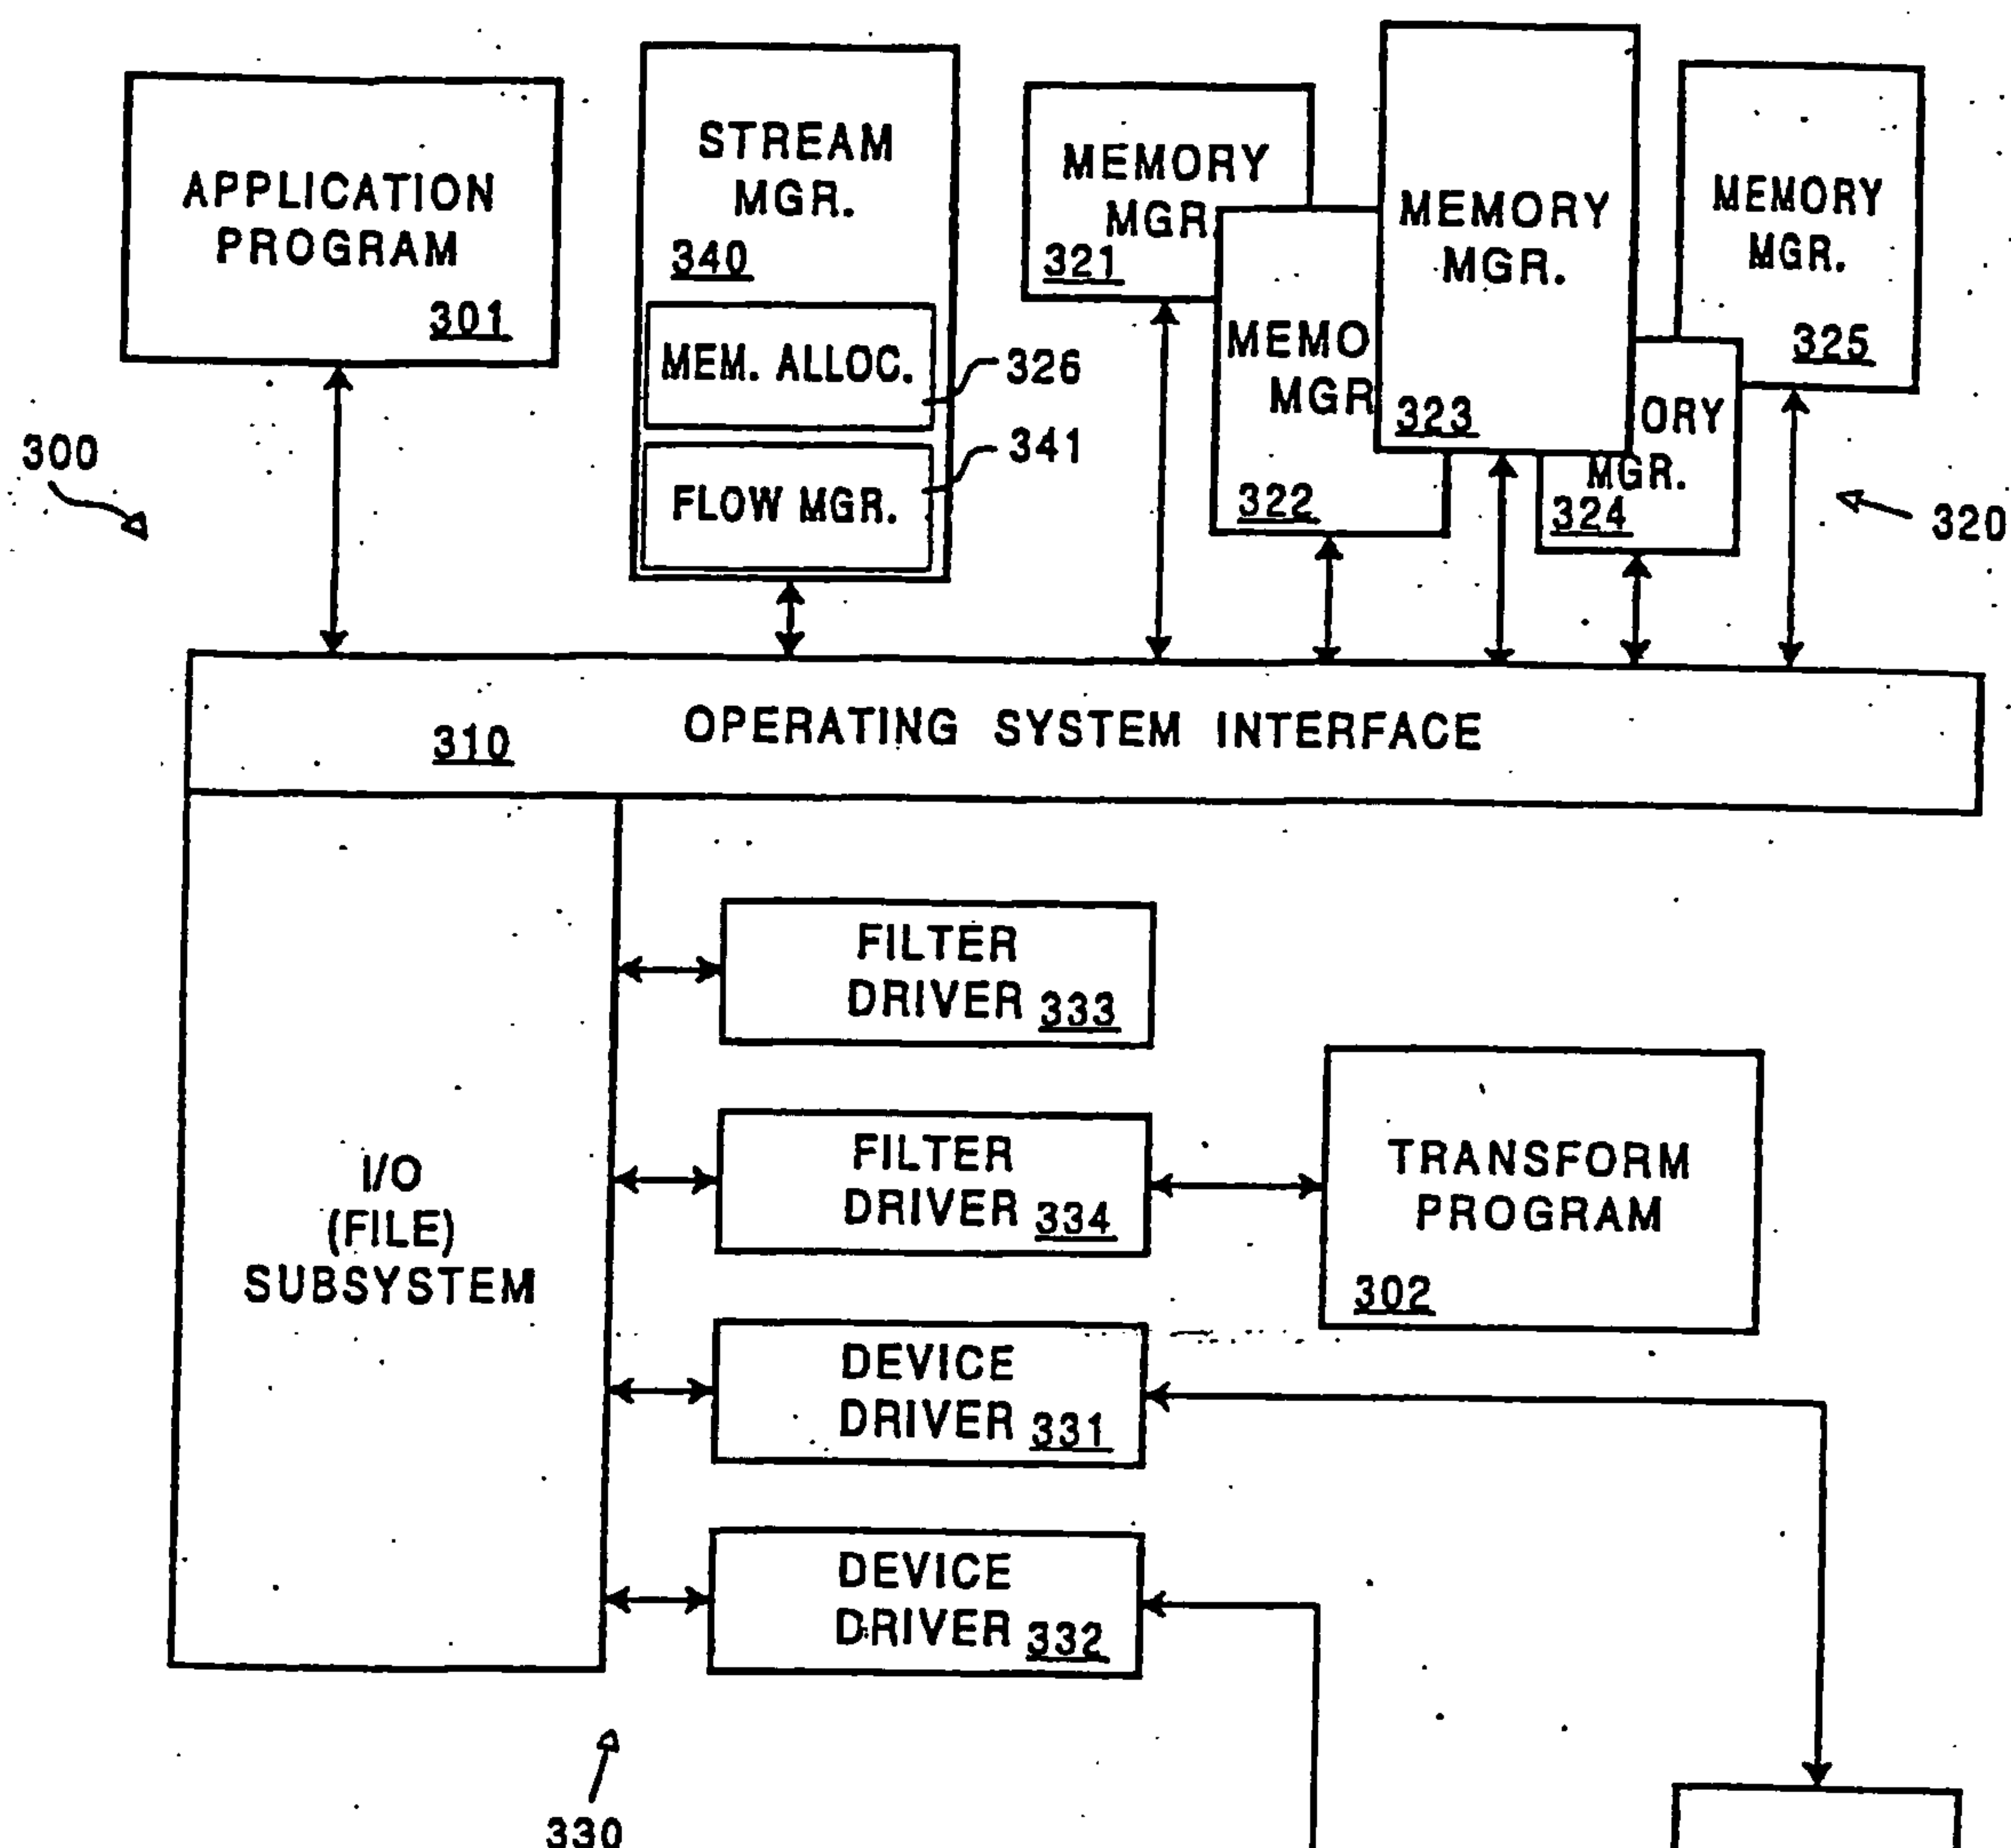 APPLICATION
PROGRAM
301
STREAM
MGR.
340
MEM. ALLOC.
326
FLOW MGR.
341
MEMORY
MGR
321
MEMO
MGR
322
MEMORY
MGR.
323
ORY
MGR.
324
MEMORY
MGR.
325
300
320
310
OPERATING SYSTEM INTERFACE
I/O
(FILE)
SUBSYSTEM
FILTER
DRIVER 333
FILTER
DRIVER 334
TRANSFORM
PROGRAM
302
DEVICE
DRIVER 331
DEVICE
DRIVER 332
330